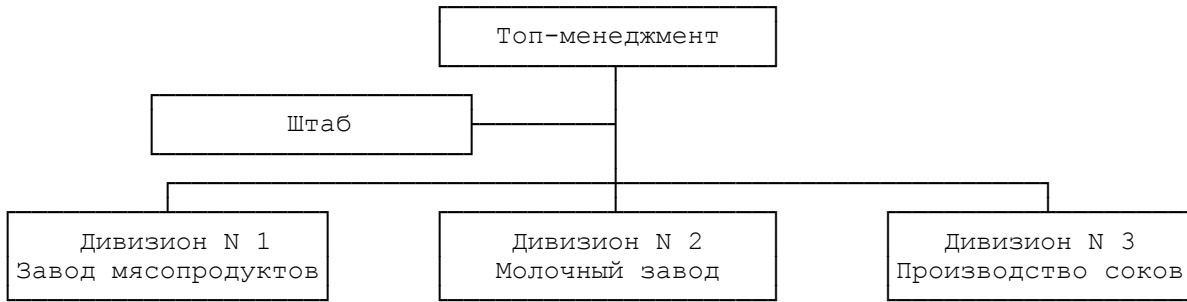 Топ-менеджмент
Штаб
Дивизион N 1
Завод мясопродуктов
Дивизион N 2
Молочный завод
Дивизион N 3
Производство соков